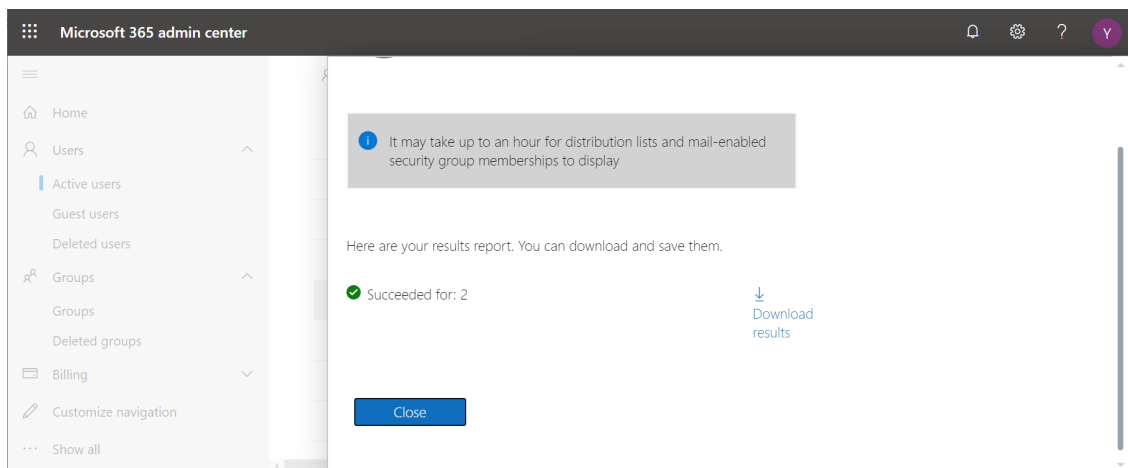 Microsoft 365 admin center
?
Y
Home
Users
Active users
Guest users
Deleted users
Groups
Groups
Deleted groups
Billing
Customize navigation
Show all
It may take up to an hour for distribution lists and mail-enabled
security group memberships to display
Here are your results report. You can download and save them.
Succeeded for: 2
Download
results
Close